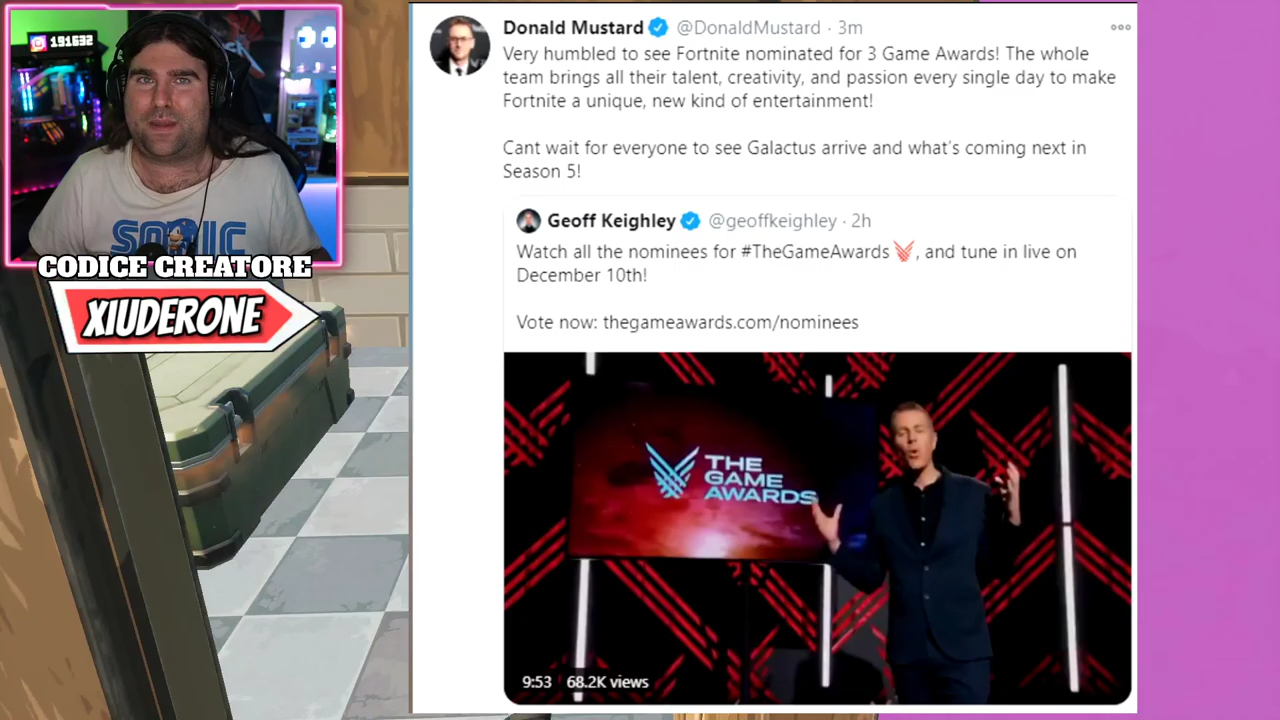 191632
SONIC
CODICE CREATORE
XIUDERONE
Donald Mustard @DonaldMustard · 3m
Very humbled to see Fortnite nominated for 3 Game Awards! The whole
team brings all their talent, creativity, and passion every single day to make
Fortnite a unique, new kind of entertainment!
Cant wait for everyone to see Galactus arrive and what's coming next in
Season 5!
Geoff Keighley @geoffkeighley · 2h
Watch all the nominees for #TheGameAwards , and tune in live on
December 10th!
Vote now: thegameawards.com/nominees
THE
GAME
AWARDS
9:53 68.2K views